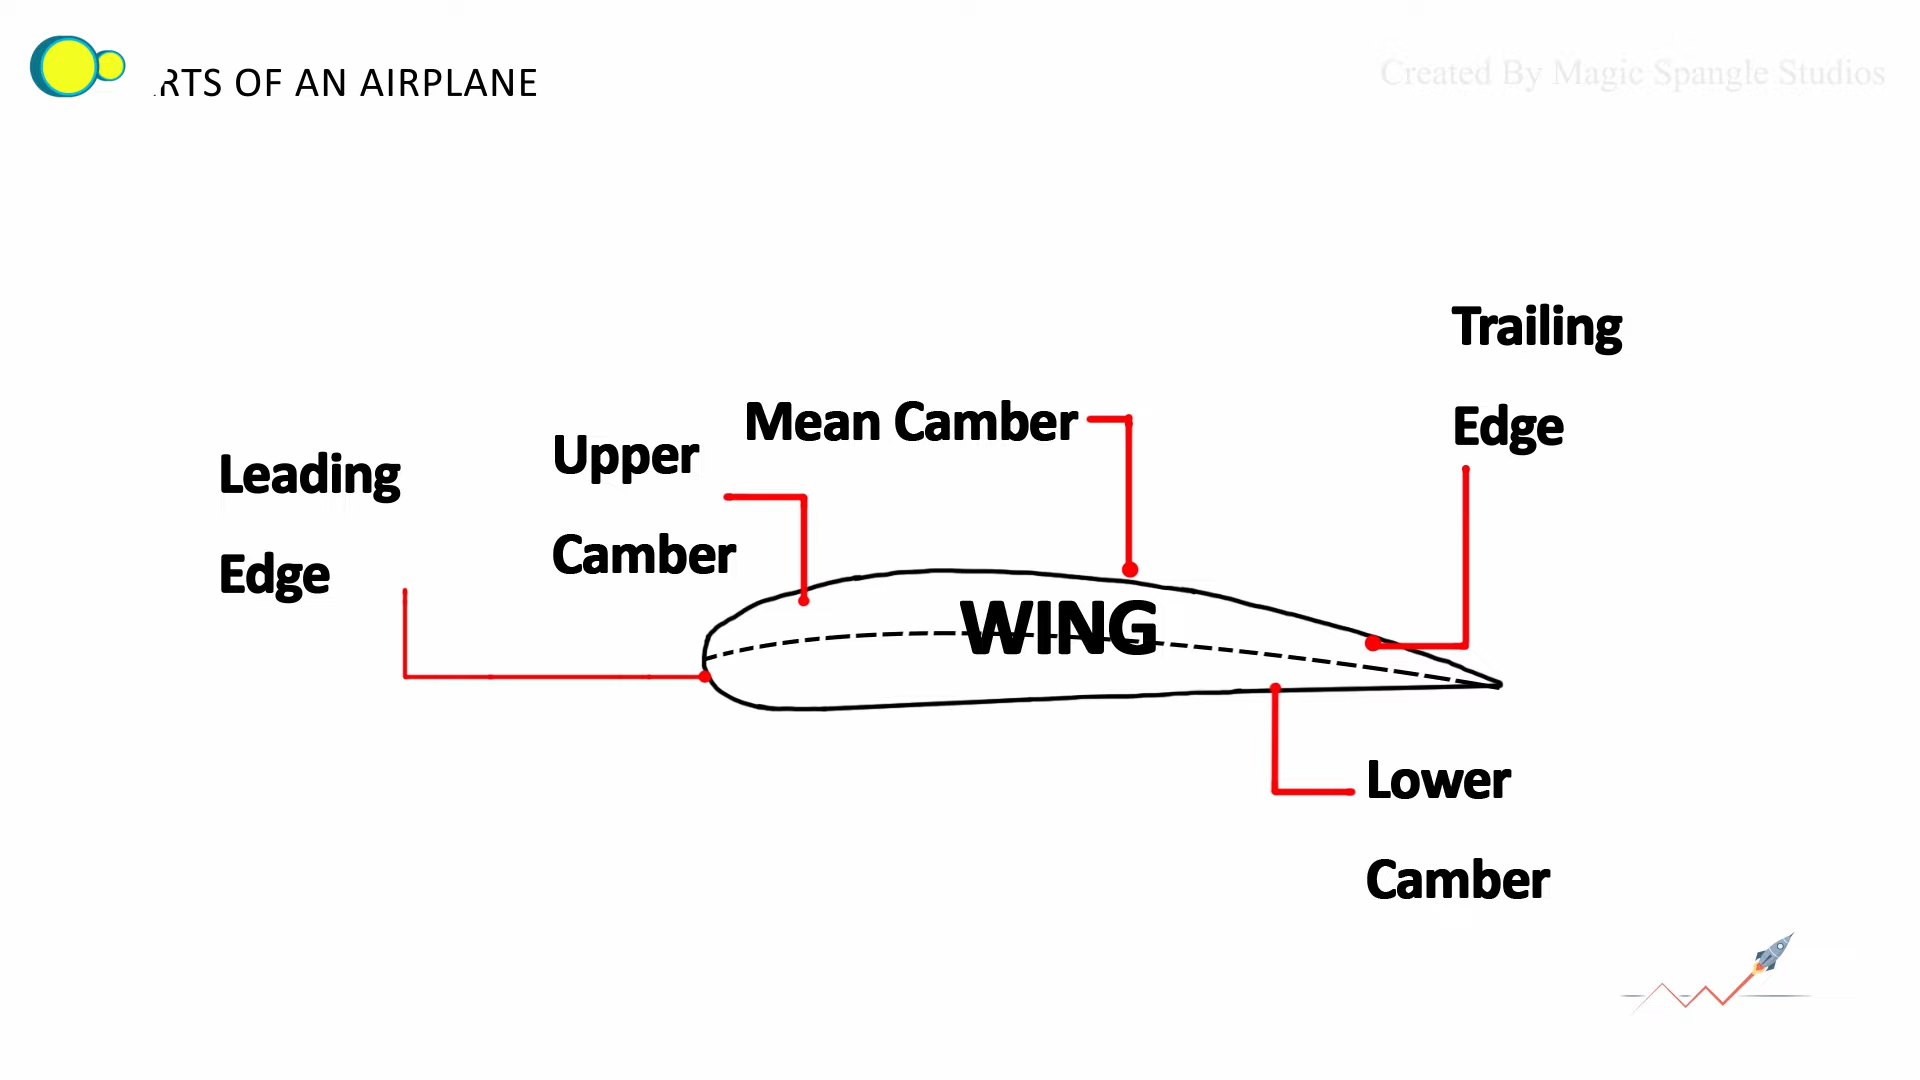 RTS OF AN AIRPLANE
Created By Magic Spangle Studios
Trailing
Edge
Mean Camber
Upper
Camber
Leading
Edge
WING
Lower
Camber